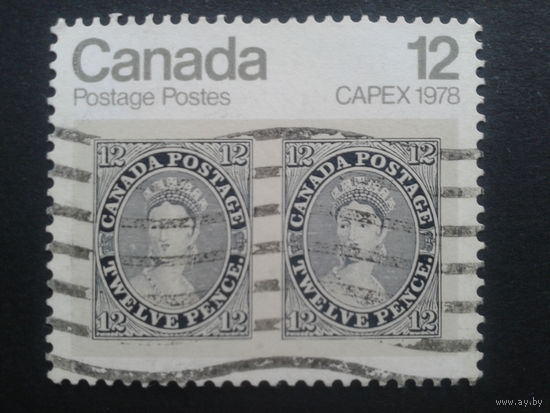 Canada 12
Postage Postes CAPEX 1978
12 12 12 12
CANADA POSTAGE CANADA POSTAGE
TWELVE PENCE. TWELVE PENCE.
12 12 12 12
www.ay.by